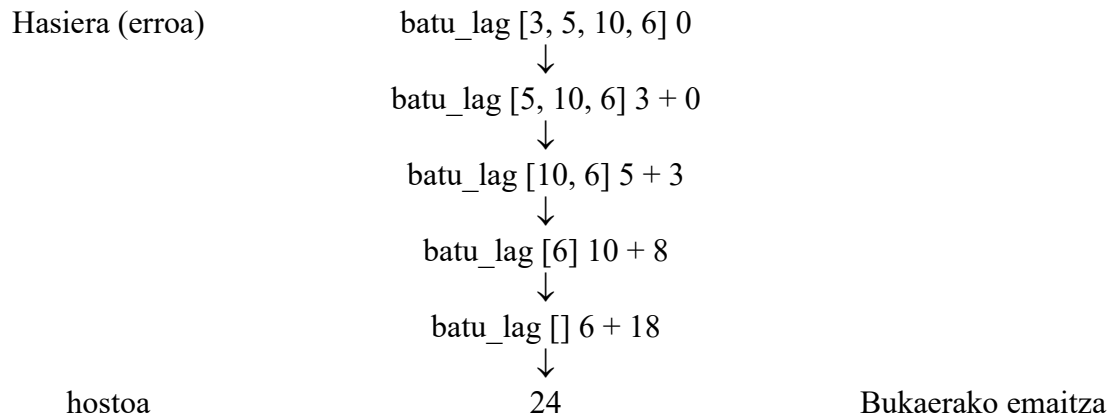 Hasiera (erroa) batu_lag [3, 5, 10, 6] 0
↓
batu_lag [5, 10, 6] 3 + 0
↓
batu_lag [10, 6] 5 + 3
↓
batu_lag [6] 10 + 8
↓
batu_lag [] 6 + 18
↓
hostoa 24 Bukaerako emaitza